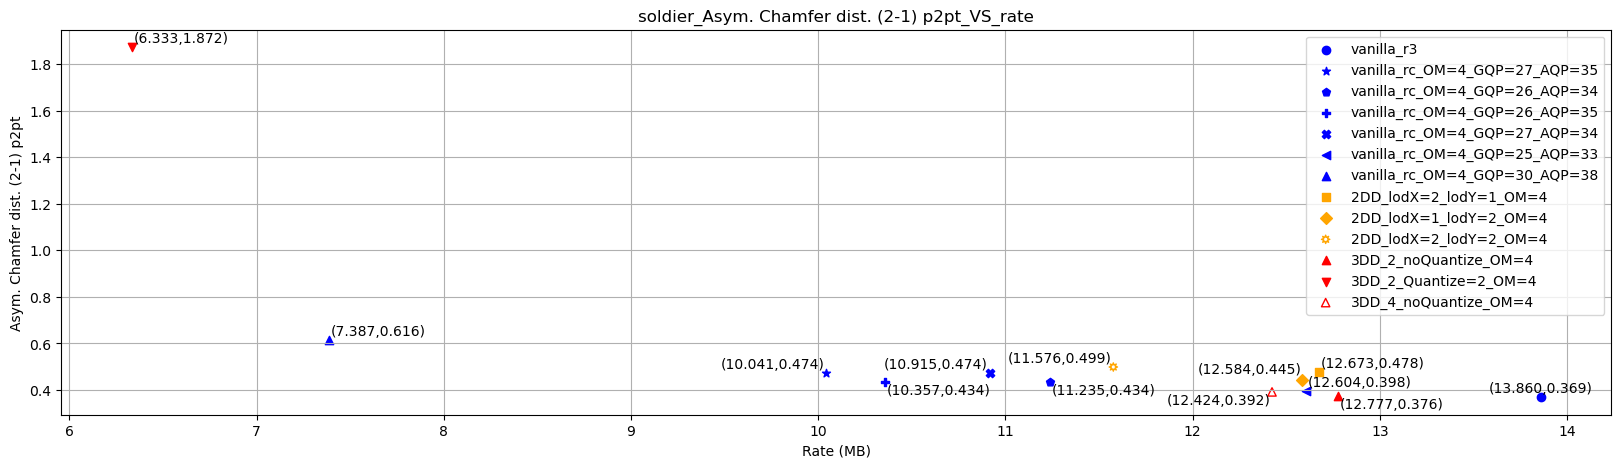 soldier_Asym. Chamfer dist. (2-1) p2pt_VS_rate
Asym. Chamfer dist. (2-1) p2pt
1.8
1.6
1.4
1.2
1.0
0.8
0.6
0.4
(6.333,1.872)
(7.387,0.616)
(10.041,0.474)
(10.915,0.474)
(11.576,0.499)
(10.357,0.434)
(11.235,0.434)
(12.584,0.445)
(12.673,0.478)
(12.604,0.398)
(12.424,0.392)
(12.777,0.376)
(13.860,0.369)
vanilla_r3
vanilla_rc_OM=4_GQP=27_AQP=35
vanilla_rc_OM=4_GQP=26_AQP=34
vanilla_rc_OM=4_GQP=26_AQP=35
vanilla_rc_OM=4_GQP=27_AQP=34
vanilla_rc_OM=4_GQP=25_AQP=33
vanilla_rc_OM=4_GQP=30_AQP=38
2DD_lodX=2_lodY=1_OM=4
2DD_lodX=1_lodY=2_OM=4
2DD_lodX=2_lodY=2_OM=4
3DD_2_noQuantize_OM=4
3DD_2_Quantize=2_OM=4
3DD_4_noQuantize_OM=4
6 7 8 9 10 11 12 13 14
Rate (MB)